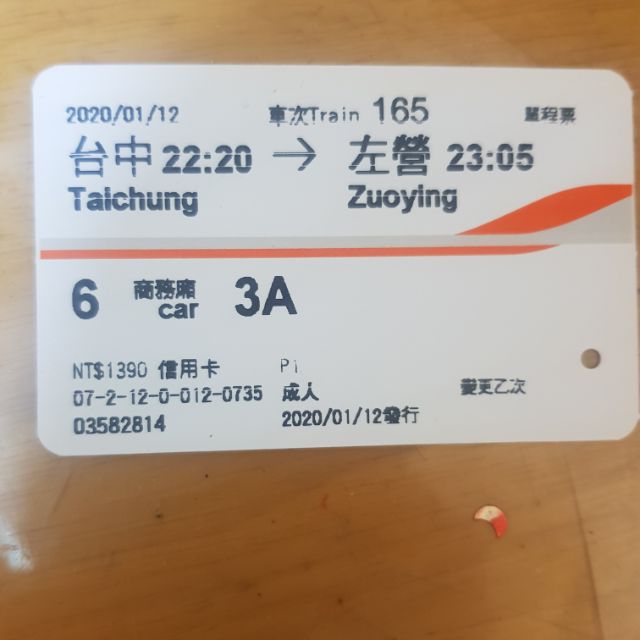 2020/01/12 車次Train 165 單程票
台中 22:20 → 左營 23:05
Taichung Zuoying
6 商務廂 car 3A
NT$1390 信用卡 Pi
07-2-12-0-012-0735 成人 變更乙次
03582814 2020/01/12發行